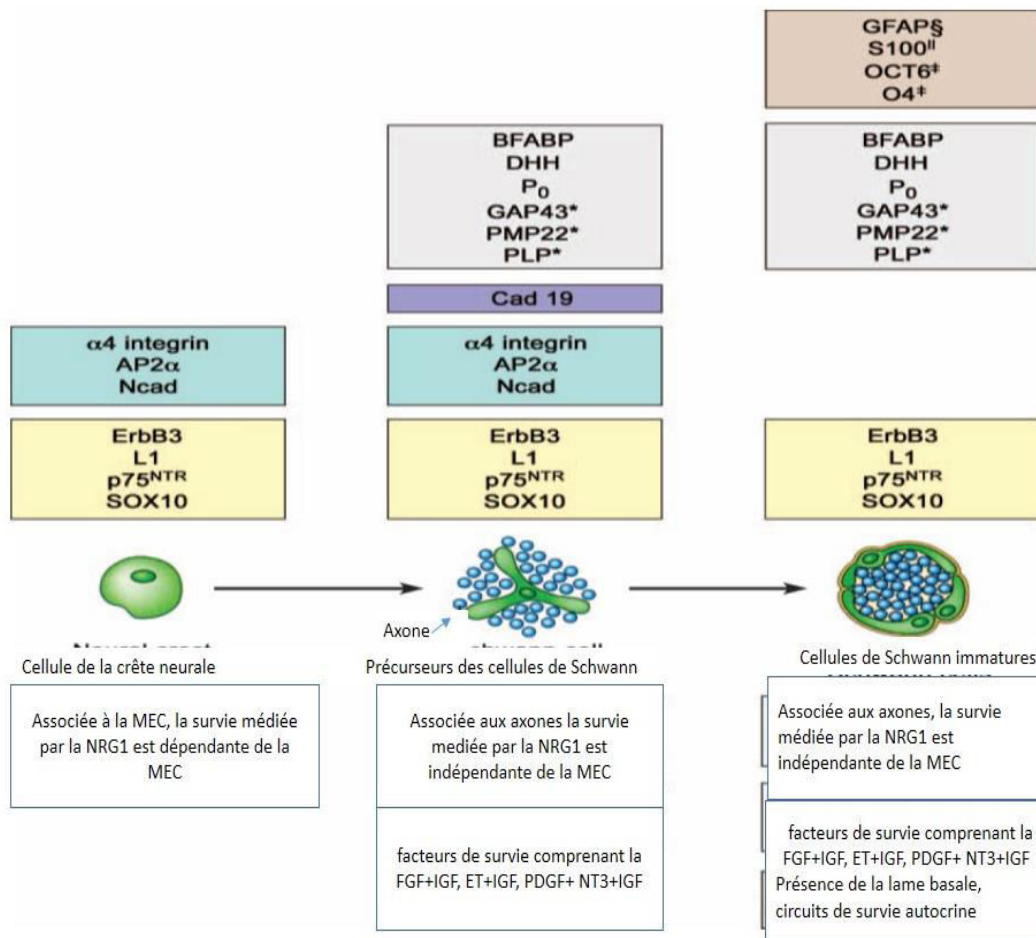 GFAP§
S100ᴵᴵ
OCT6‡
O4‡
BFABP
DHH
P₀
GAP43*
PMP22*
PLP*
BFABP
DHH
P₀
GAP43*
PMP22*
PLP*
Cad 19
α4 integrin
AP2α
Ncad
α4 integrin
AP2α
Ncad
ErbB3
L1
p75ᴺᵀᴿ
SOX10
ErbB3
L1
p75ᴺᵀᴿ
SOX10
ErbB3
L1
p75ᴺᵀᴿ
SOX10
Axone
Cellule de la crête neurale
Précurseurs des cellules de Schwann
Cellules de Schwann immatures
Associée à la MEC, la survie médiée
par la NRG1 est dépendante de la
MEC
Associée aux axones la survie
mediée par la NRG1 est
indépendante de la MEC
Associée aux axones, la survie
médiée par la NRG1 est
indépendante de la MEC
facteurs de survie comprenant la
FGF+IGF, ET+IGF, PDGF+ NT3+IGF
facteurs de survie comprenant la
FGF+IGF, ET+IGF, PDGF+ NT3+IGF
Présence de la lame basale,
circuits de survie autocrine